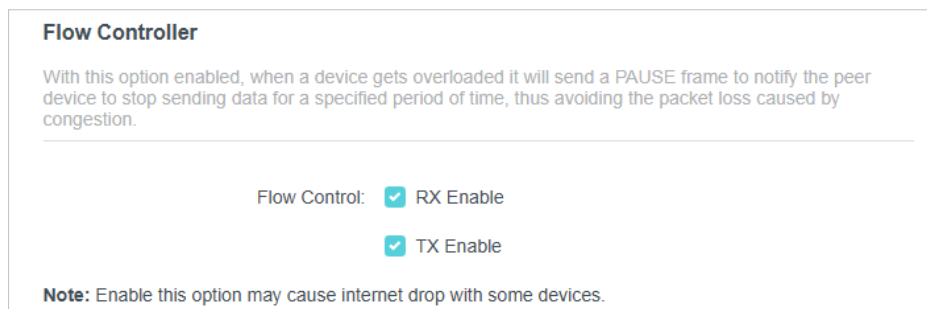 Flow Controller
With this option enabled, when a device gets overloaded it will send a PAUSE frame to notify the peer
device to stop sending data for a specified period of time, thus avoiding the packet loss caused by
congestion.
Flow Control: RX Enable
TX Enable
Note: Enable this option may cause internet drop with some devices.